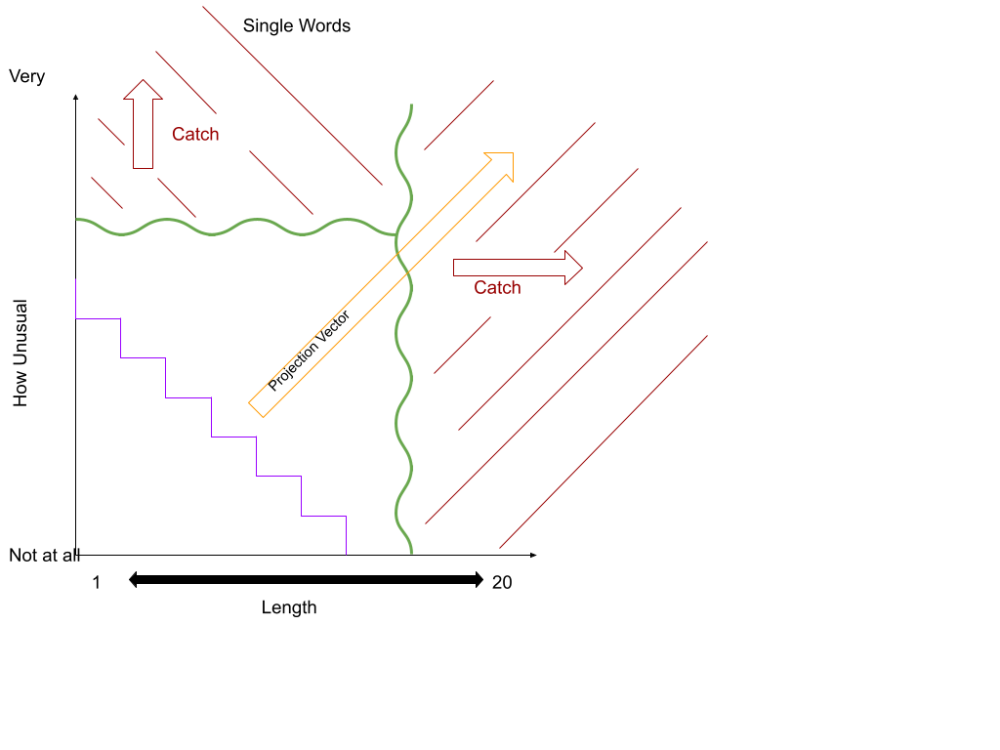 Single Words
Very
Catch
Catch
Projection Vector
How Unusual
Not at all
1
20
Length